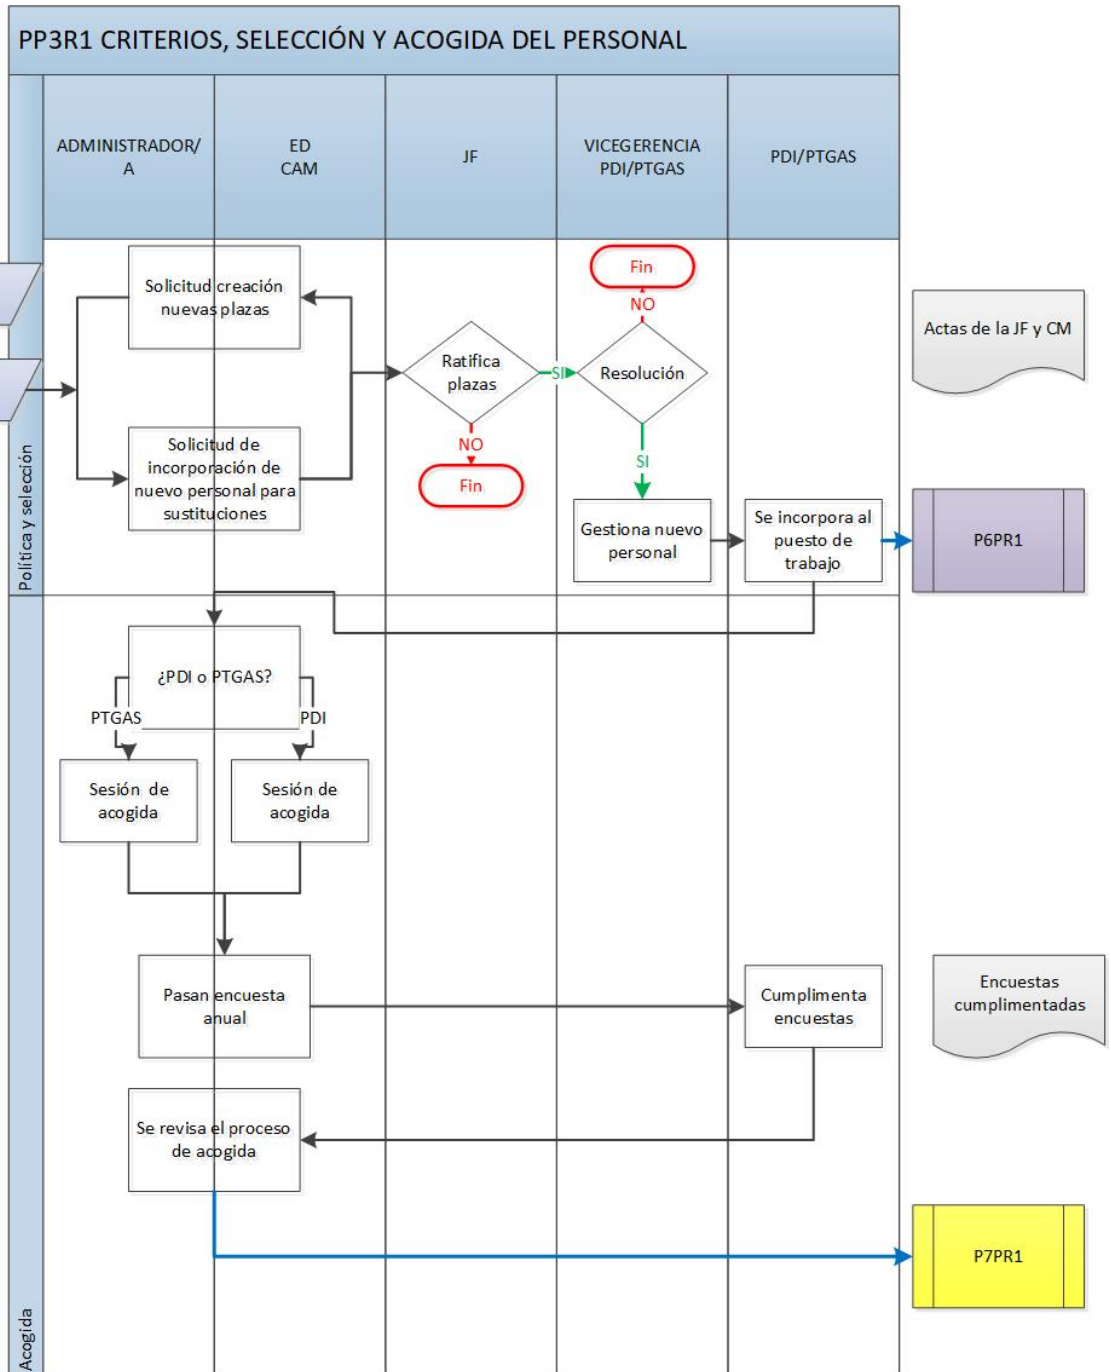 PP3R1 CRITERIOS, SELECCIÓN Y ACOGIDA DEL PERSONAL
ADMINISTRADOR/
A
ED
CAM
JF
VICEGERENCIA
PDI/PTGAS
PDI/PTGAS
Política y selección
Solicitud creación
nuevas plazas
Solicitud de
incorporación de
nuevo personal para
sustituciones
Ratifica
plazas
SI
NO
Fin
Fin
NO
Resolución
SI
Gestiona nuevo
personal
Se incorpora al
puesto de
trabajo
Actas de la JF y CM
P6PR1
Acogida
¿PDI o PTGAS?
PTGAS
PDI
Sesión de
acogida
Sesión de
acogida
Pasan encuesta
anual
Cumplimenta
encuestas
Encuestas
cumplimentadas
Se revisa el proceso
de acogida
P7PR1